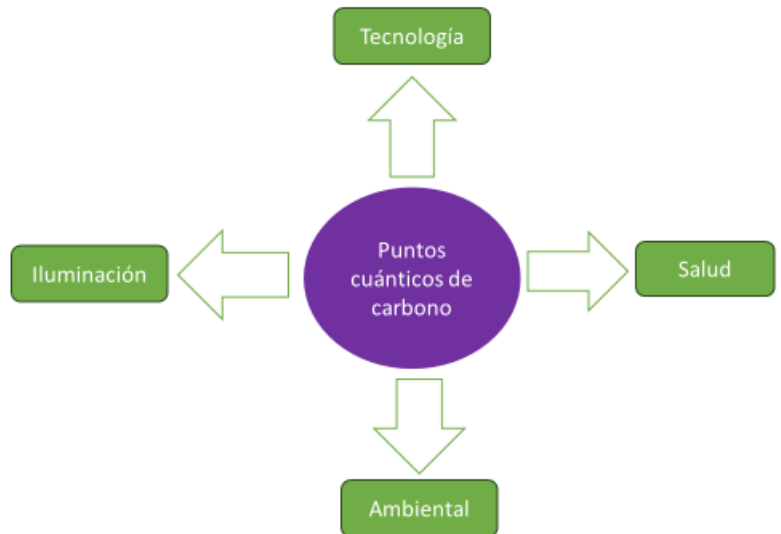 Tecnología
Iluminación
Puntos
cuánticos de
carbono
Salud
Ambiental